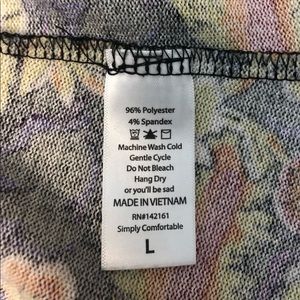 96% Polyester
4% Spandex
Machine Wash Cold
Gentle Cycle
Do Not Bleach
Hang Dry
or you'll be sad
MADE IN VIETNAM
RN#142161
Simply Comfortable
L